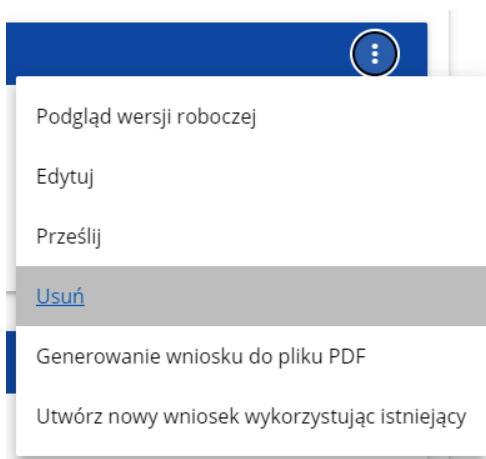 Podgląd wersji roboczej
Edytuj
Prześlij
Usuń
Generowanie wniosku do pliku PDF
Utwórz nowy wniosek wykorzystując istniejący